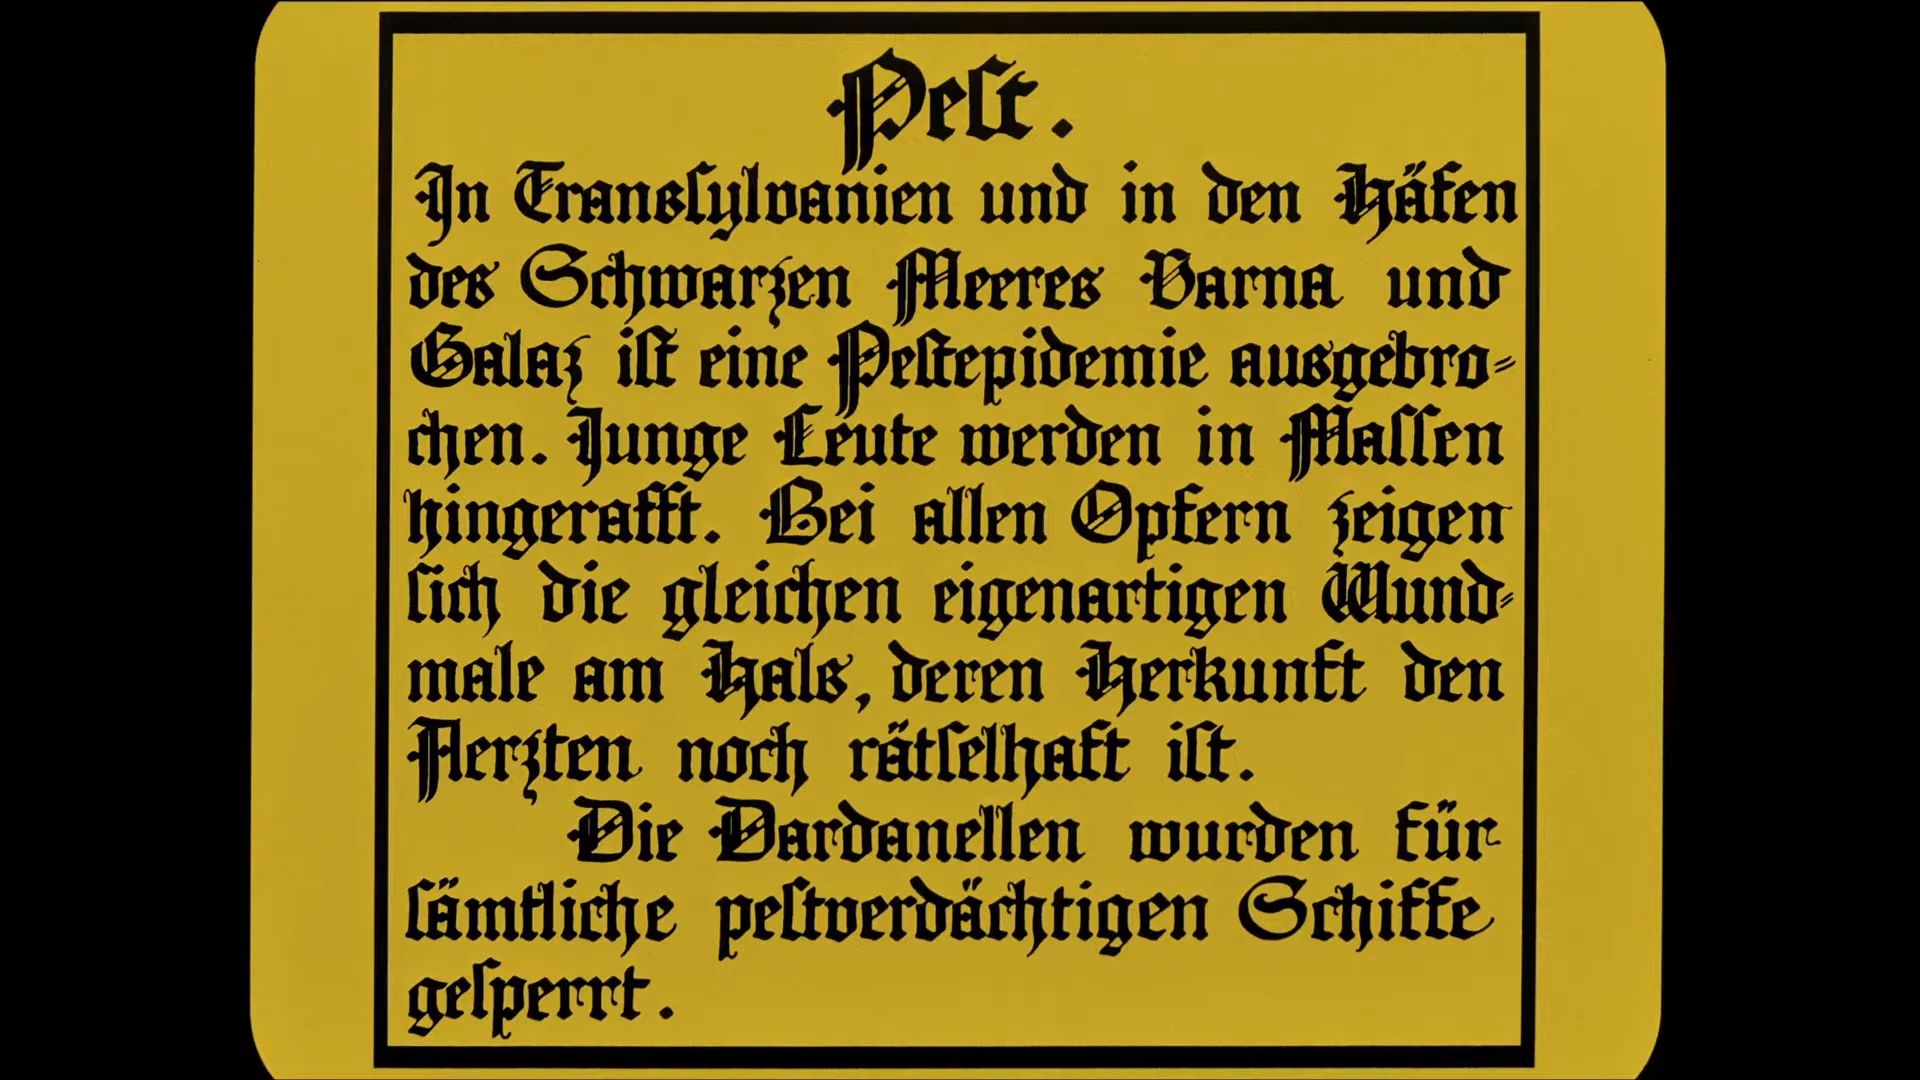 Pest.
In Transsylvanien und in den Häfen
des Schwarzen Meeres Varna und
Galaz ist eine Pestepidemie ausgebro-
chen. Junge Leute werden in Massen
hingerafft. Bei allen Opfern zeigen
sich die gleichen eigenartigen Wund-
male am Hals, deren Herkunft den
Aerzten noch rätselhaft ist.
Die Dardanellen wurden für
sämtliche pestverdächtigen Schiffe
gesperrt.